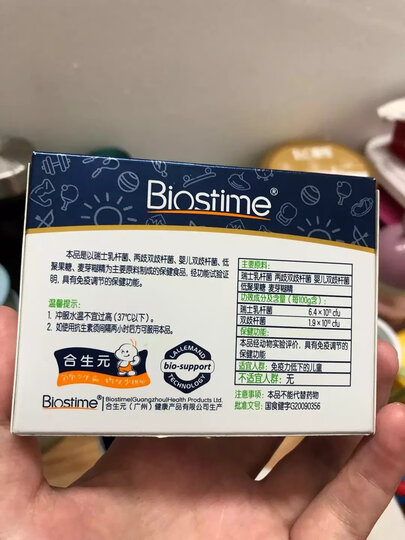 Biostime®
本品是以瑞士乳杆菌、两歧双歧杆菌、婴儿双歧杆菌、低
聚果糖、麦芽糊精为主要原料制成的保健食品，经功能试验证
明，具有免疫调节的保健功能。
温馨提示：
1. 冲服水温不宜过高（37℃以下）。
2. 如使用抗生素须间隔两小时后方可服用本品。
主要原料：
瑞士乳杆菌 两歧双歧杆菌 婴儿双歧杆菌
低聚果糖 麦芽糊精
功效成分及含量（每100g含）：
瑞士乳杆菌 6.4×10¹⁰ cfu
双歧杆菌 1.9×10¹⁰ cfu
保健功能：
本品经动物实验评价，具有免疫调节的
保健功能
适宜人群：免疫力低下的儿童
不适宜人群：无
注意事项：本品不能代替药物
批准文号：国食健字G20090356
合生元
LALLEMAND
bio-support
TECHNOLOGY
Biostime®
Biostime(Guangzhou)Health Products Ltd.
合生元（广州）健康产品有限公司生产